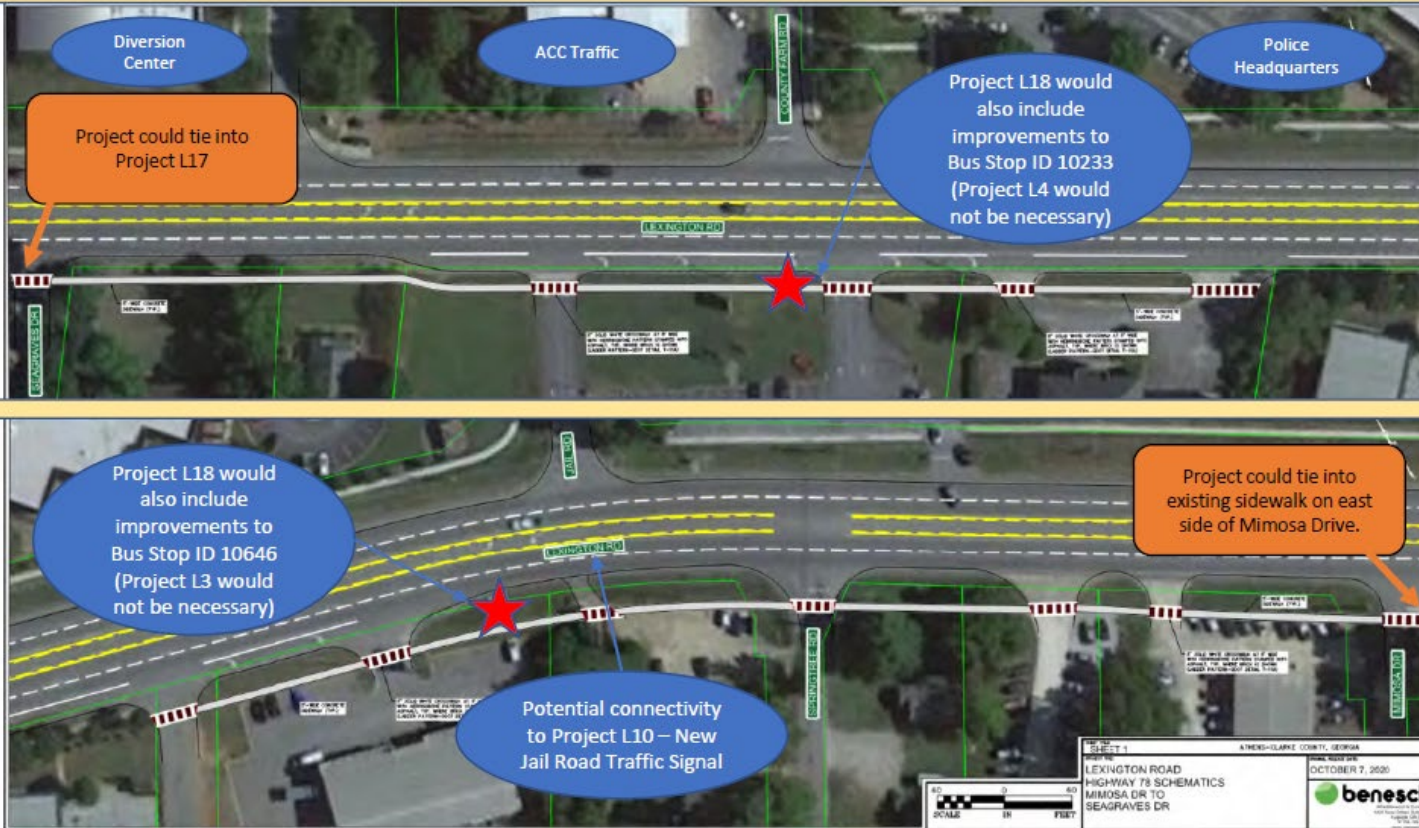 Diversion
Center
ACC Traffic
Police
Headquarters
COUNTY FARM RD
Project could tie into
Project L17
Project L18 would
also include
improvements to
Bus Stop ID 10233
(Project L4 would
not be necessary)
LEXINGTON RD
SEAGRAVES DR
Project L18 would
also include
improvements to
Bus Stop ID 10646
(Project L3 would
not be necessary)
JAIL RD
Project could tie into
existing sidewalk on east
side of Mimosa Drive.
LEXINGTON RD
SPRINGTREE RD
MIMOSA DR
Potential connectivity
to Project L10 – New
Jail Road Traffic Signal
SHEET 1
ATHENS-CLARKE COUNTY, GEORGIA
LEXINGTON ROAD
HIGHWAY 78 SCHEMATICS
MIMOSA DR TO
SEAGRAVES DR
OCTOBER 7, 2020
60 0 60
SCALE IN FEET